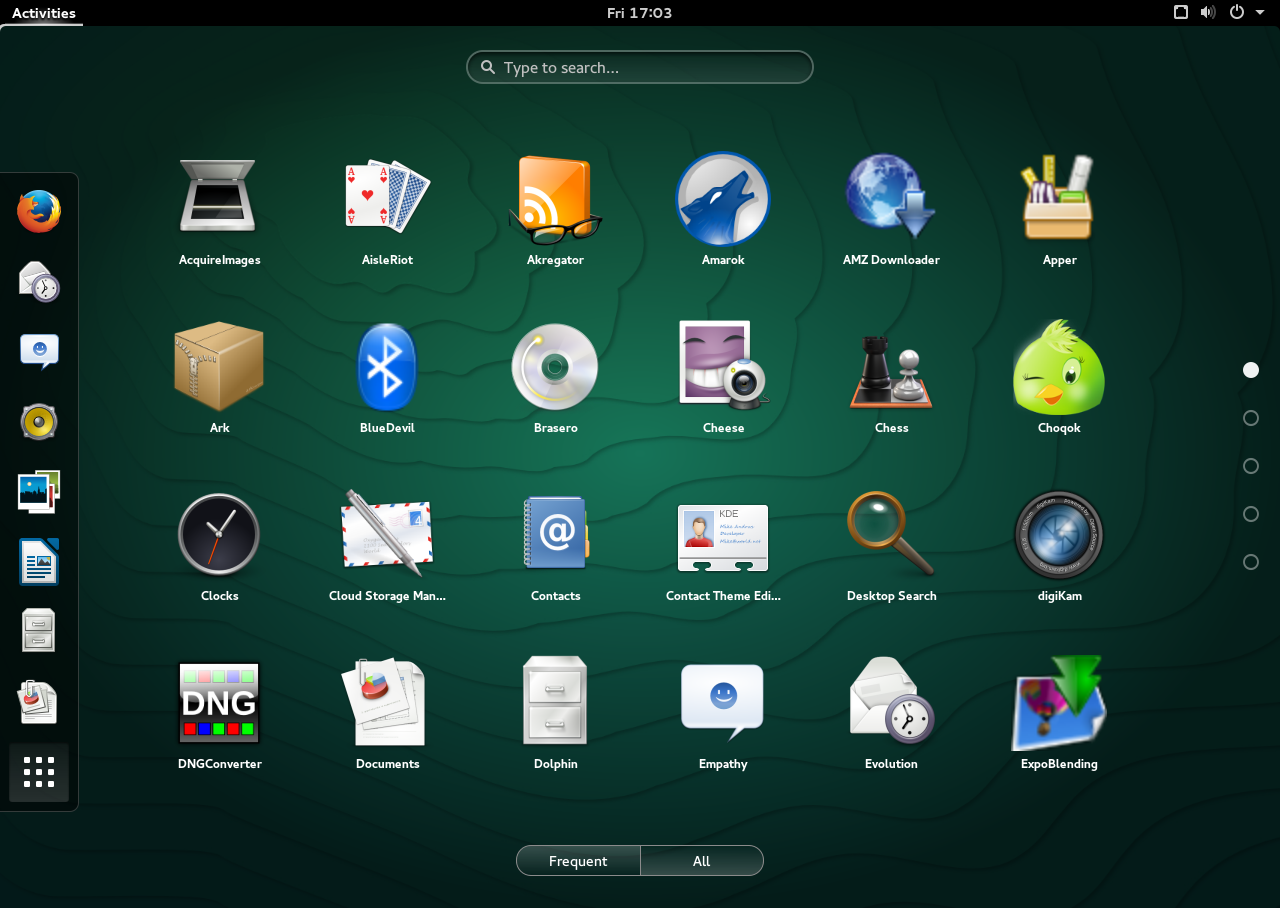 Activities
Fri 17:03
Type to search...
AcquireImages
AisleRiot
Akregator
Amarok
AMZ Downloader
Apper
Ark
BlueDevil
Brasero
Cheese
Chess
Choqok
KDE
Clocks
Cloud Storage Man...
Contacts
Contact Theme Edi...
Desktop Search
digiKam
DNG
DNGConverter
Documents
Dolphin
Empathy
Evolution
ExpoBlending
Frequent
All